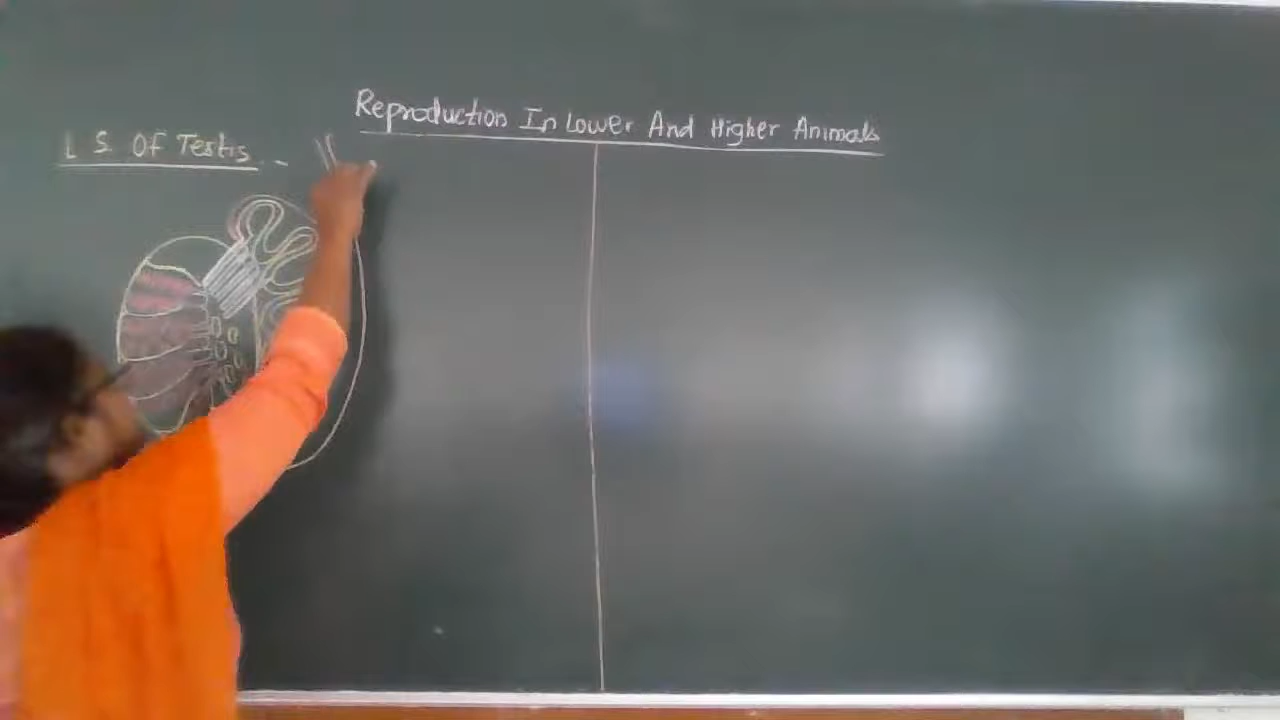 Reproduction In Lower And Higher Animals
L S. Of Testis